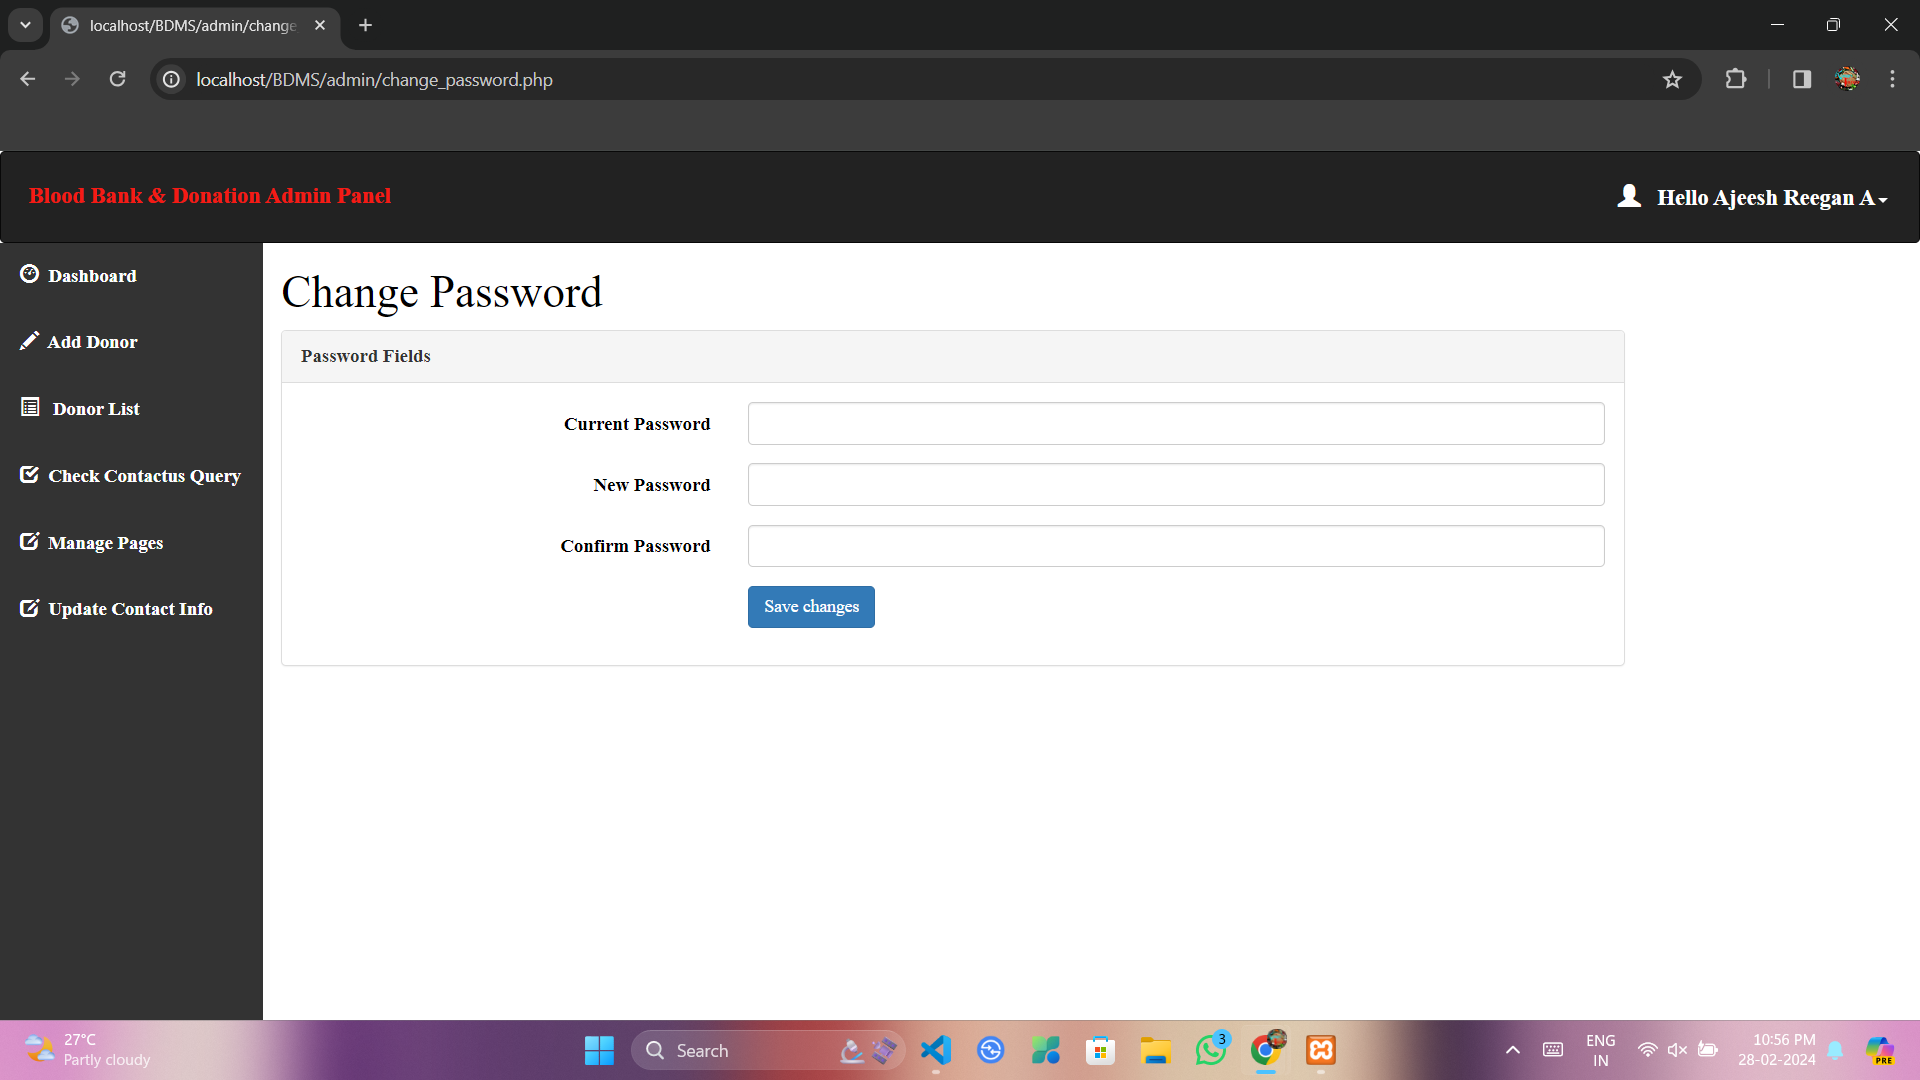 localhost/BDMS/admin/change_
localhost/BDMS/admin/change_password.php
Blood Bank & Donation Admin Panel
Hello Ajeesh Reegan A
Dashboard
Add Donor
Donor List
Check Contactus Query
Manage Pages
Update Contact Info
Change Password
Password Fields
Current Password
New Password
Confirm Password
Save changes
27°C
Partly cloudy
Search
3
ENG
IN
10:56 PM
28-02-2024
PRE